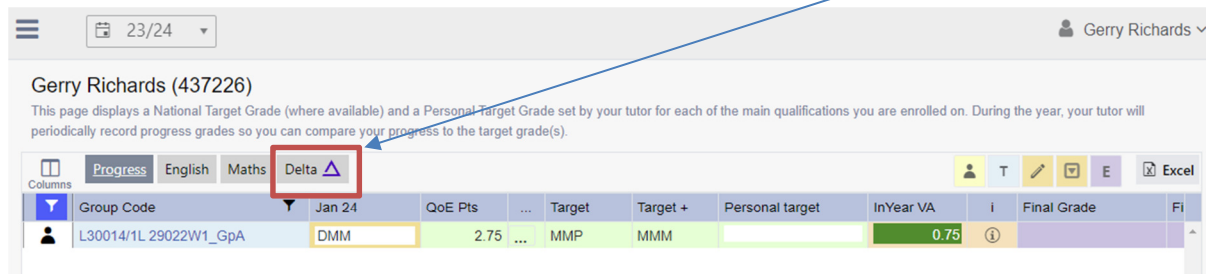 23/24
Gerry Richards
Gerry Richards (437226)
This page displays a National Target Grade (where available) and a Personal Target Grade set by your tutor for each of the main qualifications you are enrolled on. During the year, your tutor will
periodically record progress grades so you can compare your progress to the target grade(s).
Columns Progress English Maths Delta T E Excel
Group Code Jan 24 QoE Pts ... Target Target + Personal target InYear VA i Final Grade Fi
L30014/1L 29022W1_GpA DMM 2.75 ... MMP MMM 0.75 i